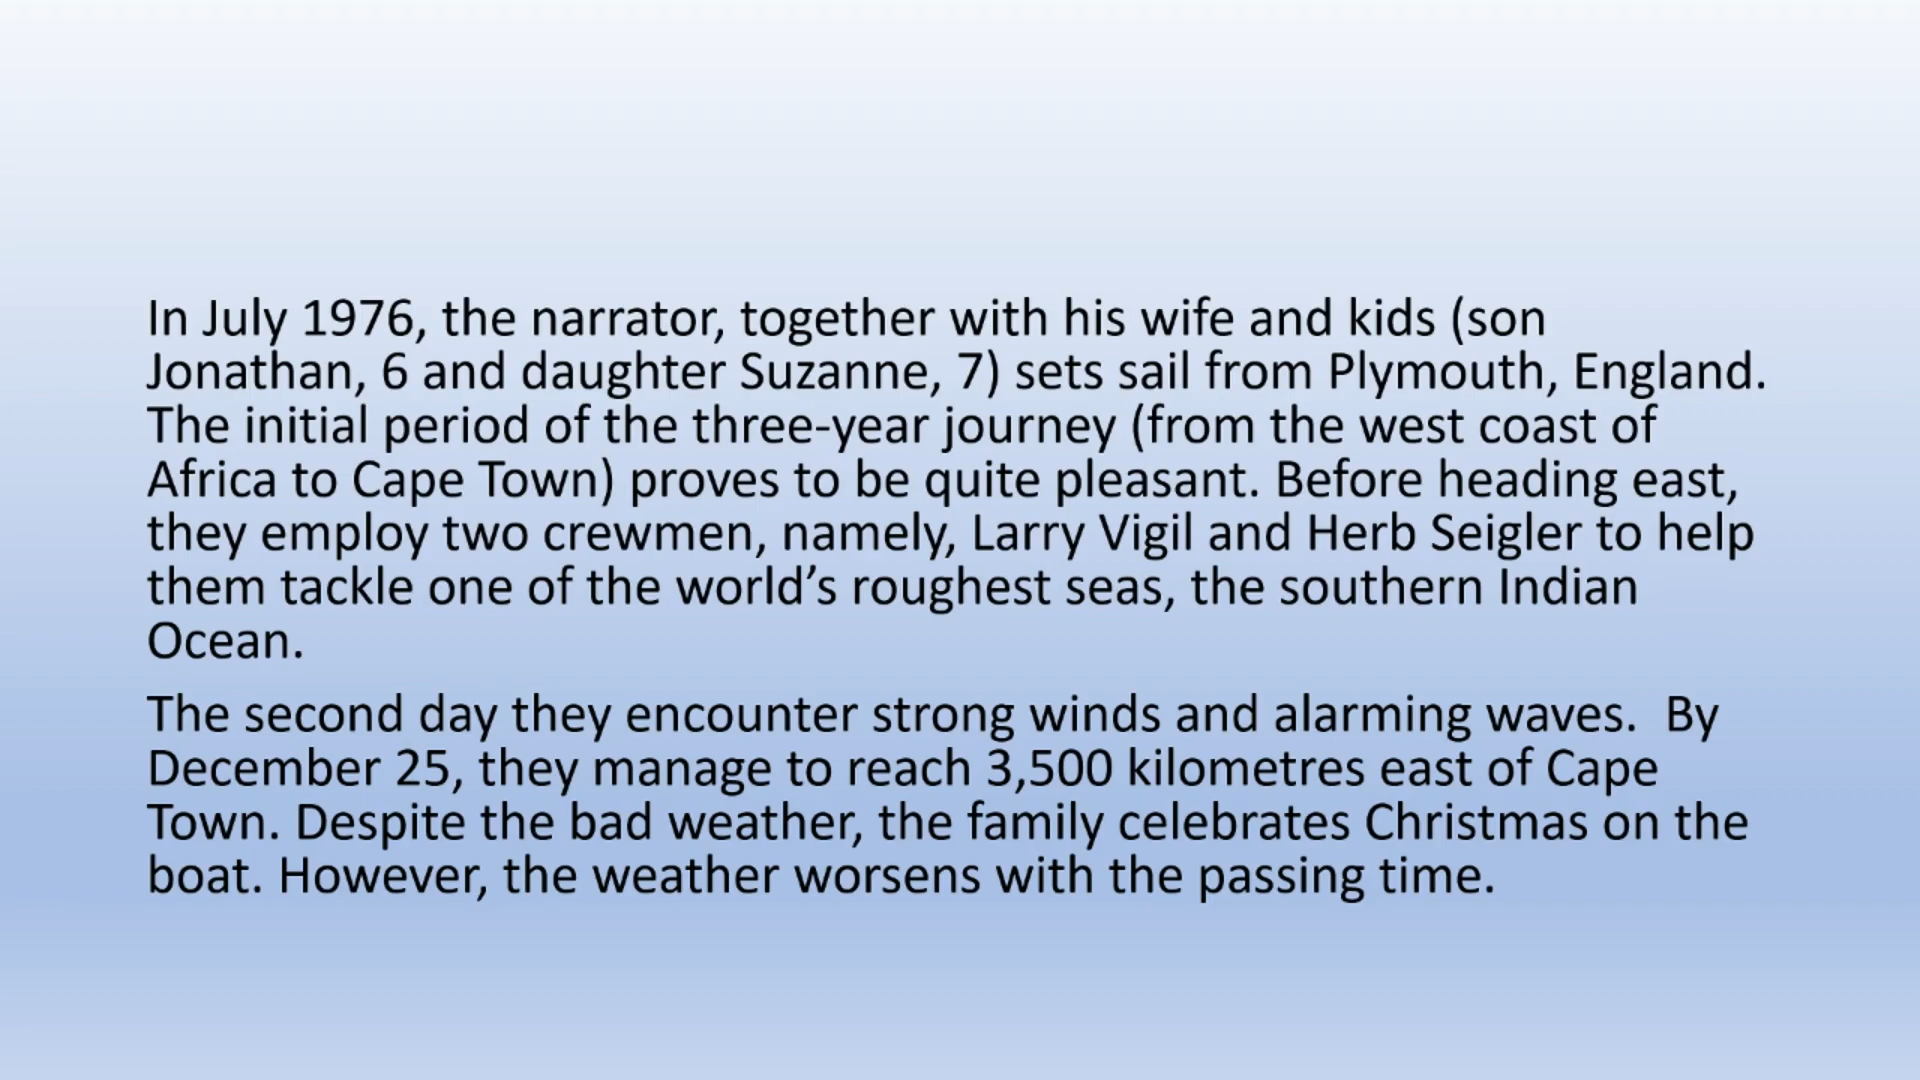 In July 1976, the narrator, together with his wife and kids (son
Jonathan, 6 and daughter Suzanne, 7) sets sail from Plymouth, England.
The initial period of the three-year journey (from the west coast of
Africa to Cape Town) proves to be quite pleasant. Before heading east,
they employ two crewmen, namely, Larry Vigil and Herb Seigler to help
them tackle one of the world’s roughest seas, the southern Indian
Ocean.
The second day they encounter strong winds and alarming waves.  By
December 25, they manage to reach 3,500 kilometres east of Cape
Town. Despite the bad weather, the family celebrates Christmas on the
boat. However, the weather worsens with the passing time.